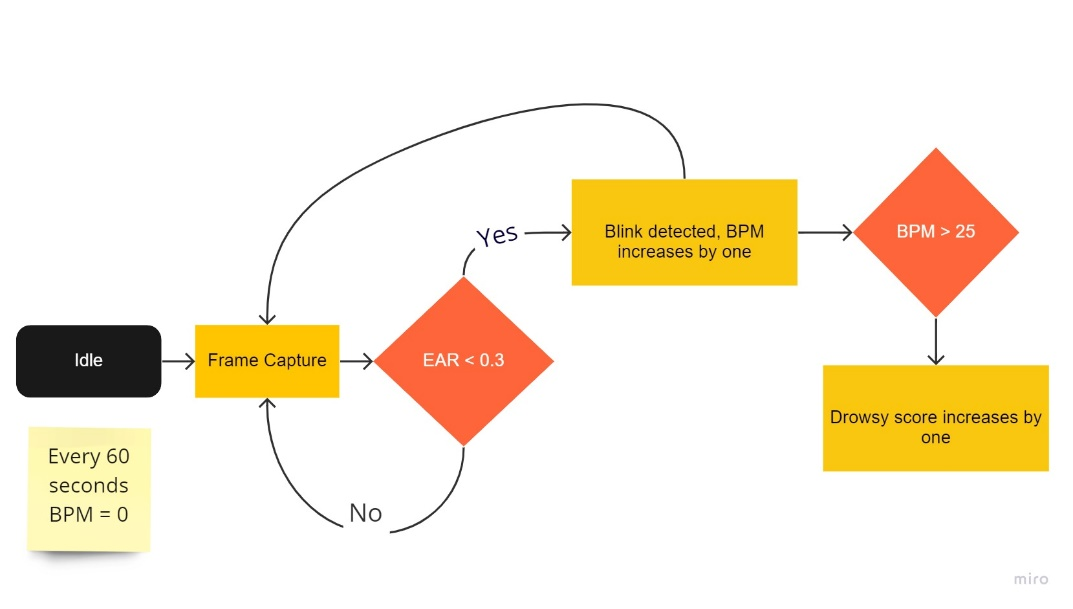 Yes
Blink detected, BPM
increases by one
BPM > 25
Idle
Frame Capture
EAR < 0.3
Drowsy score increases by
one
Every 60
seconds
BPM = 0
No
miro